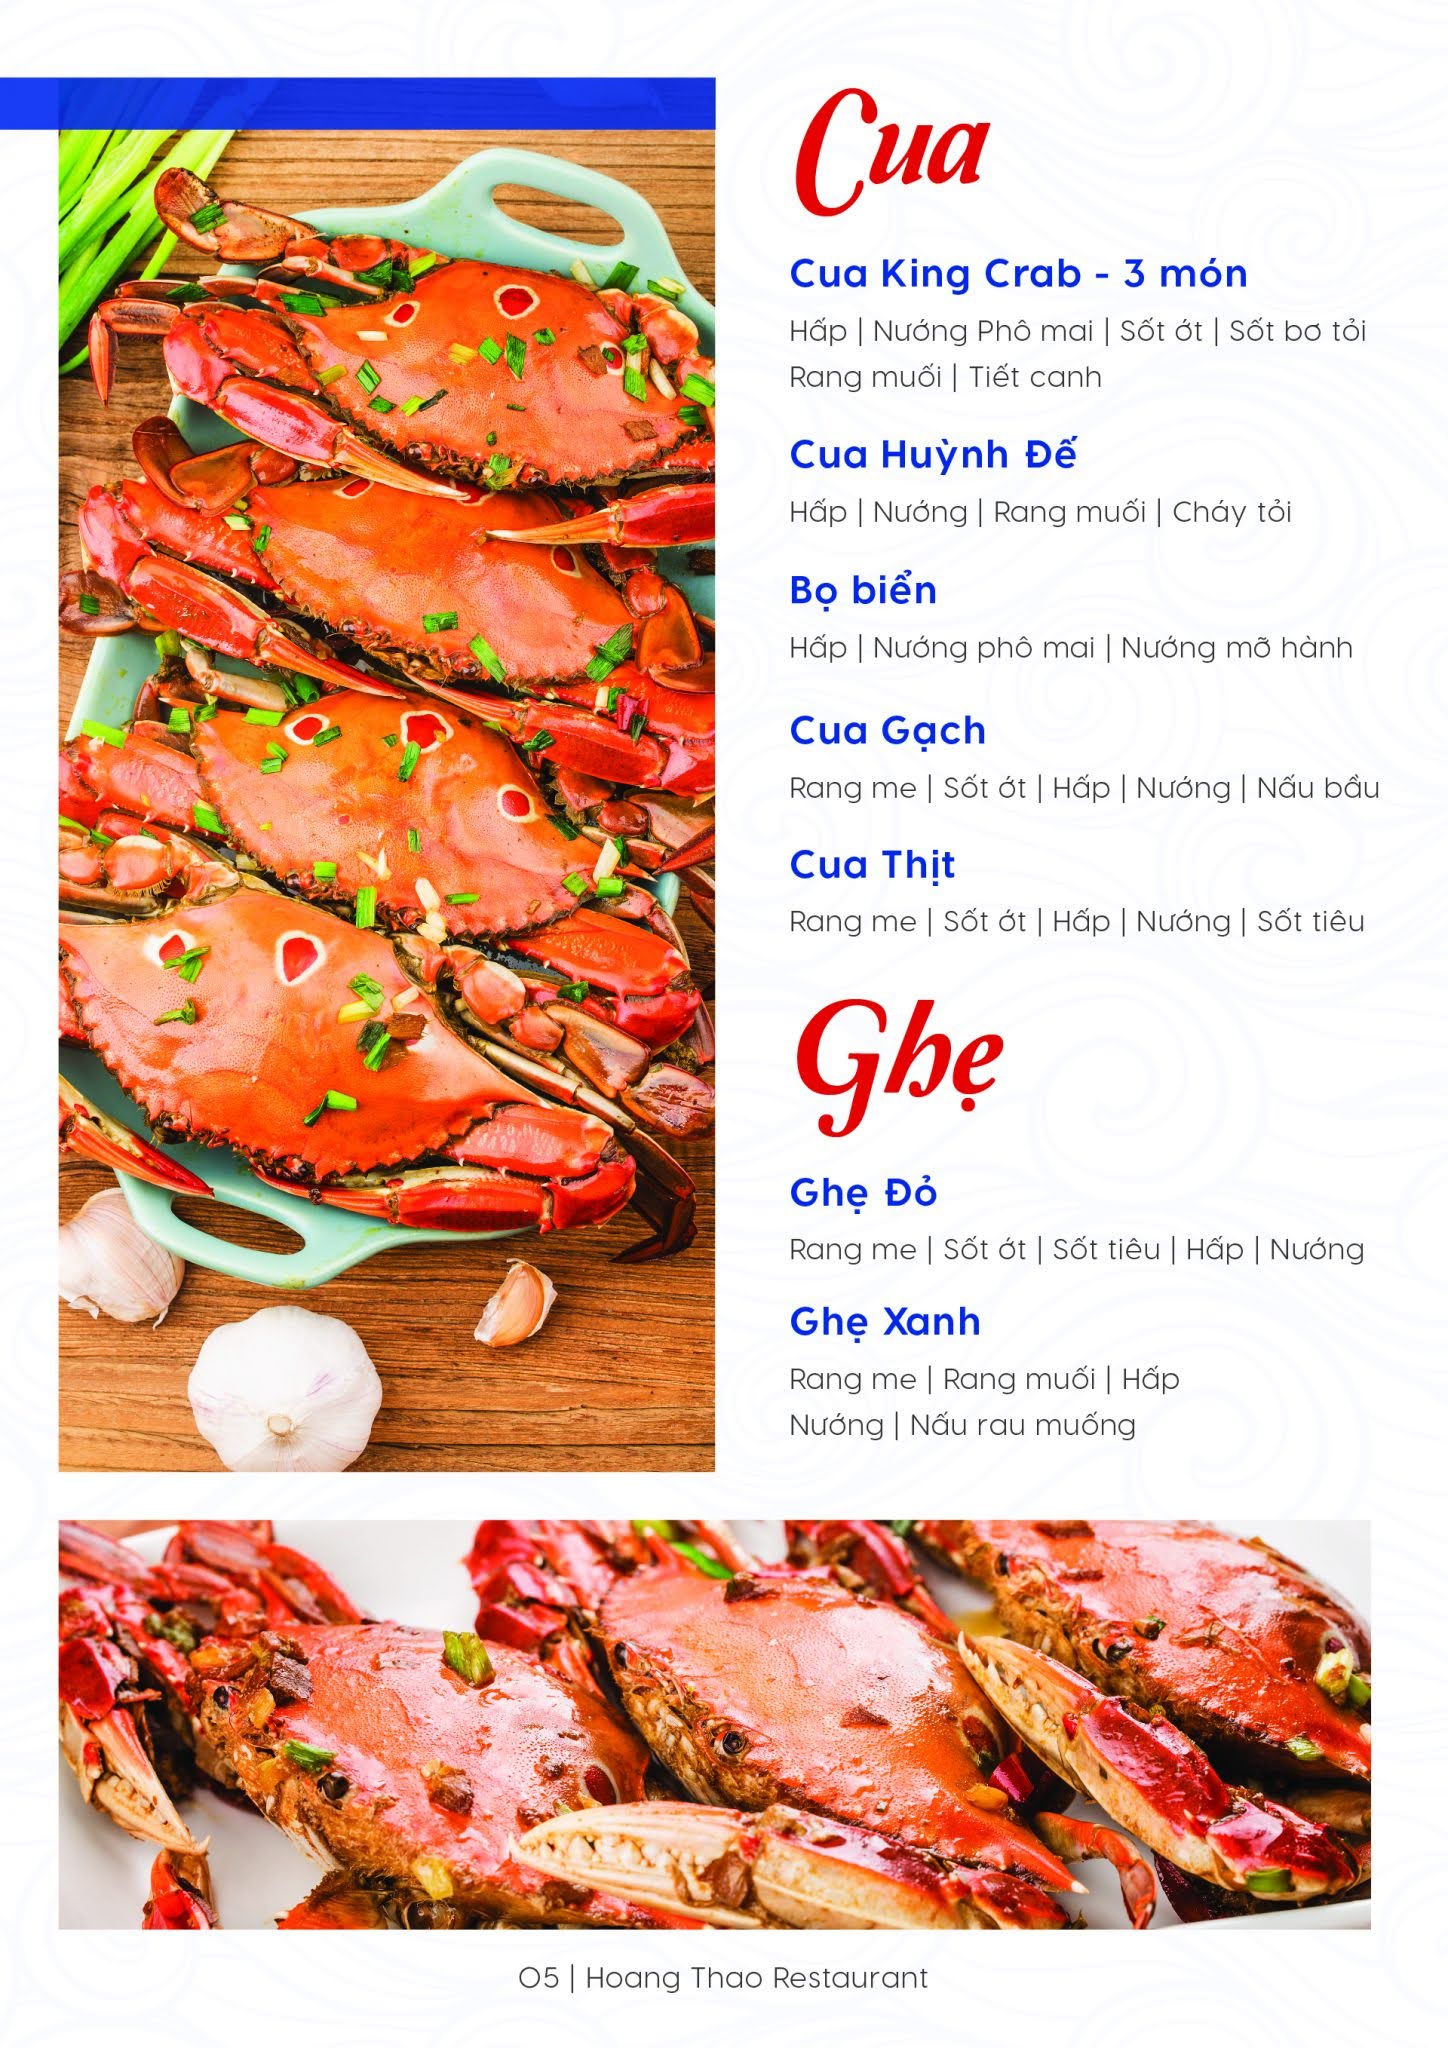 Cua
Cua King Crab - 3 món
Hấp | Nướng Phô mai | Sốt ớt | Sốt bơ tỏi
Rang muối | Tiết canh
Cua Huỳnh Đế
Hấp | Nướng | Rang muối | Cháy tỏi
Bọ biển
Hấp | Nướng phô mai | Nướng mỡ hành
Cua Gạch
Rang me | Sốt ớt | Hấp | Nướng | Nấu bầu
Cua Thịt
Rang me | Sốt ớt | Hấp | Nướng | Sốt tiêu
Ghẹ
Ghẹ Đỏ
Rang me | Sốt ớt | Sốt tiêu | Hấp | Nướng
Ghẹ Xanh
Rang me | Rang muối | Hấp
Nướng | Nấu rau muống
05 | Hoang Thao Restaurant